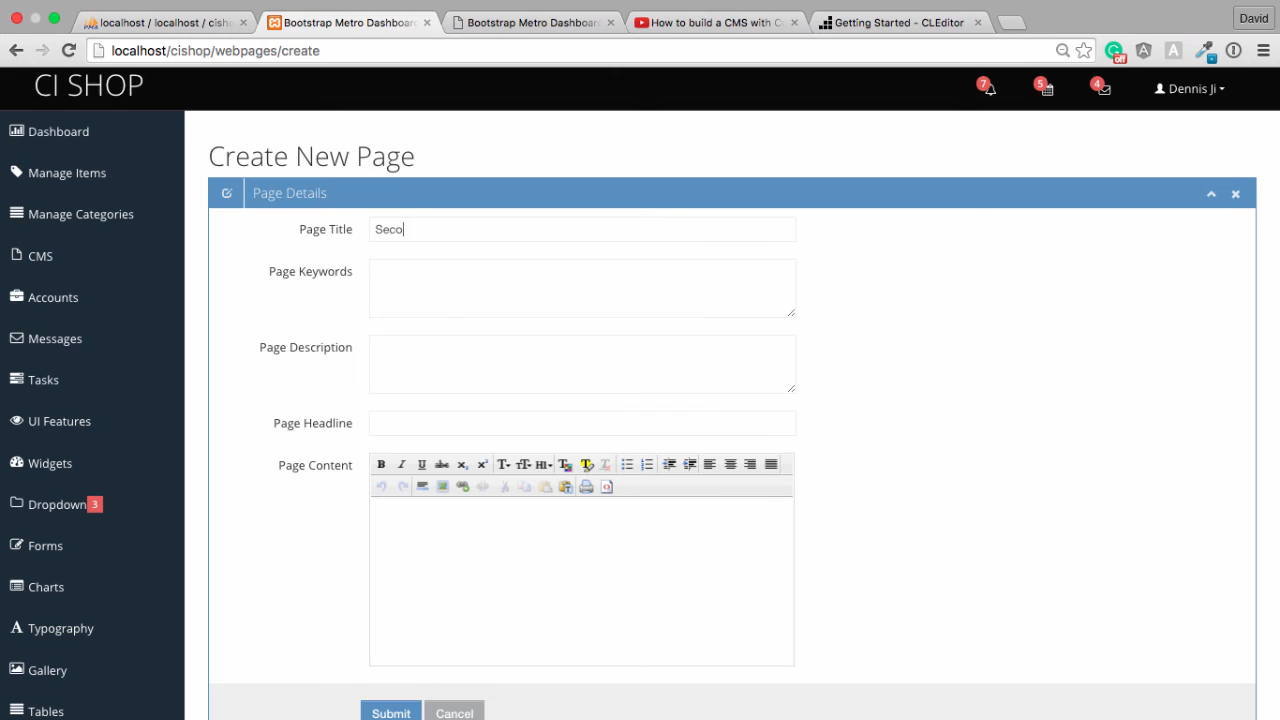 localhost / localhost / cish
Bootstrap Metro Dashboar
Bootstrap Metro Dashboar
How to build a CMS with C
Getting Started - CLEditor
David
localhost/cishop/webpages/create
off
A
CI SHOP
7
5
4
Dennis Ji
Dashboard
Manage Items
Manage Categories
CMS
Accounts
Messages
Tasks
UI Features
Widgets
Dropdown 3
Forms
Charts
Typography
Gallery
Tables
Create New Page
Page Details
Page Title
Seco
Page Keywords
Page Description
Page Headline
Page Content
Submit
Cancel